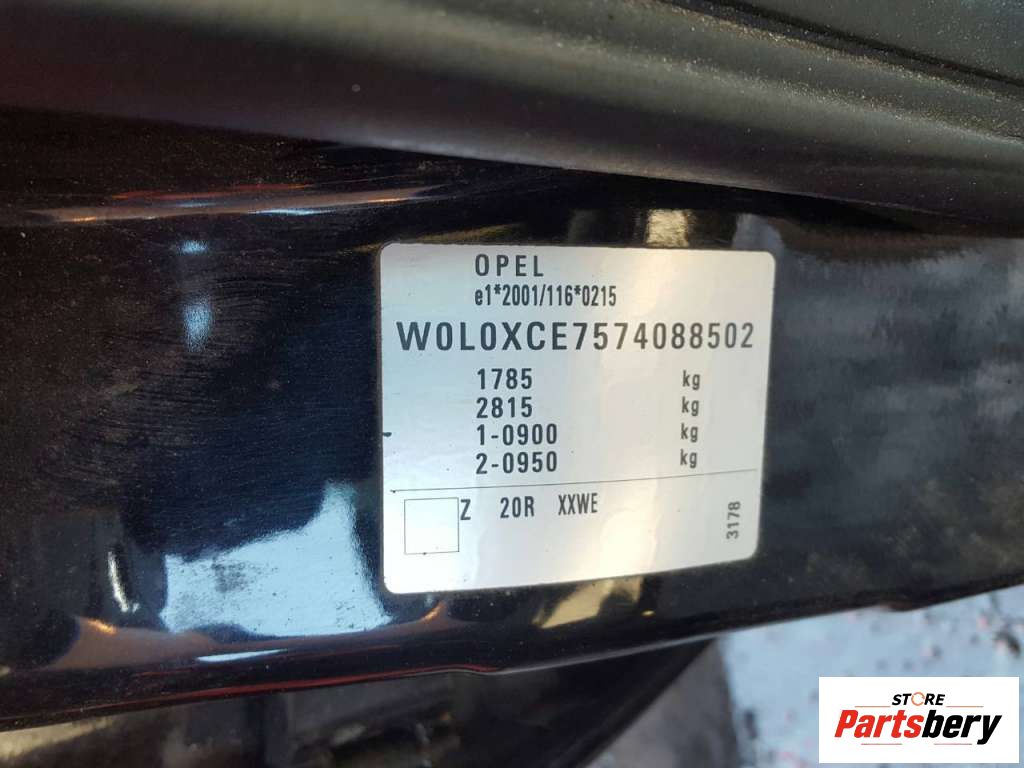 OPEL
e1*2001/116*0215
W0L0XCE7574088502
1785 kg
2815 kg
1-0900 kg
2-0950 kg
Z 20R XXWE
3178
STORE
Partsbery